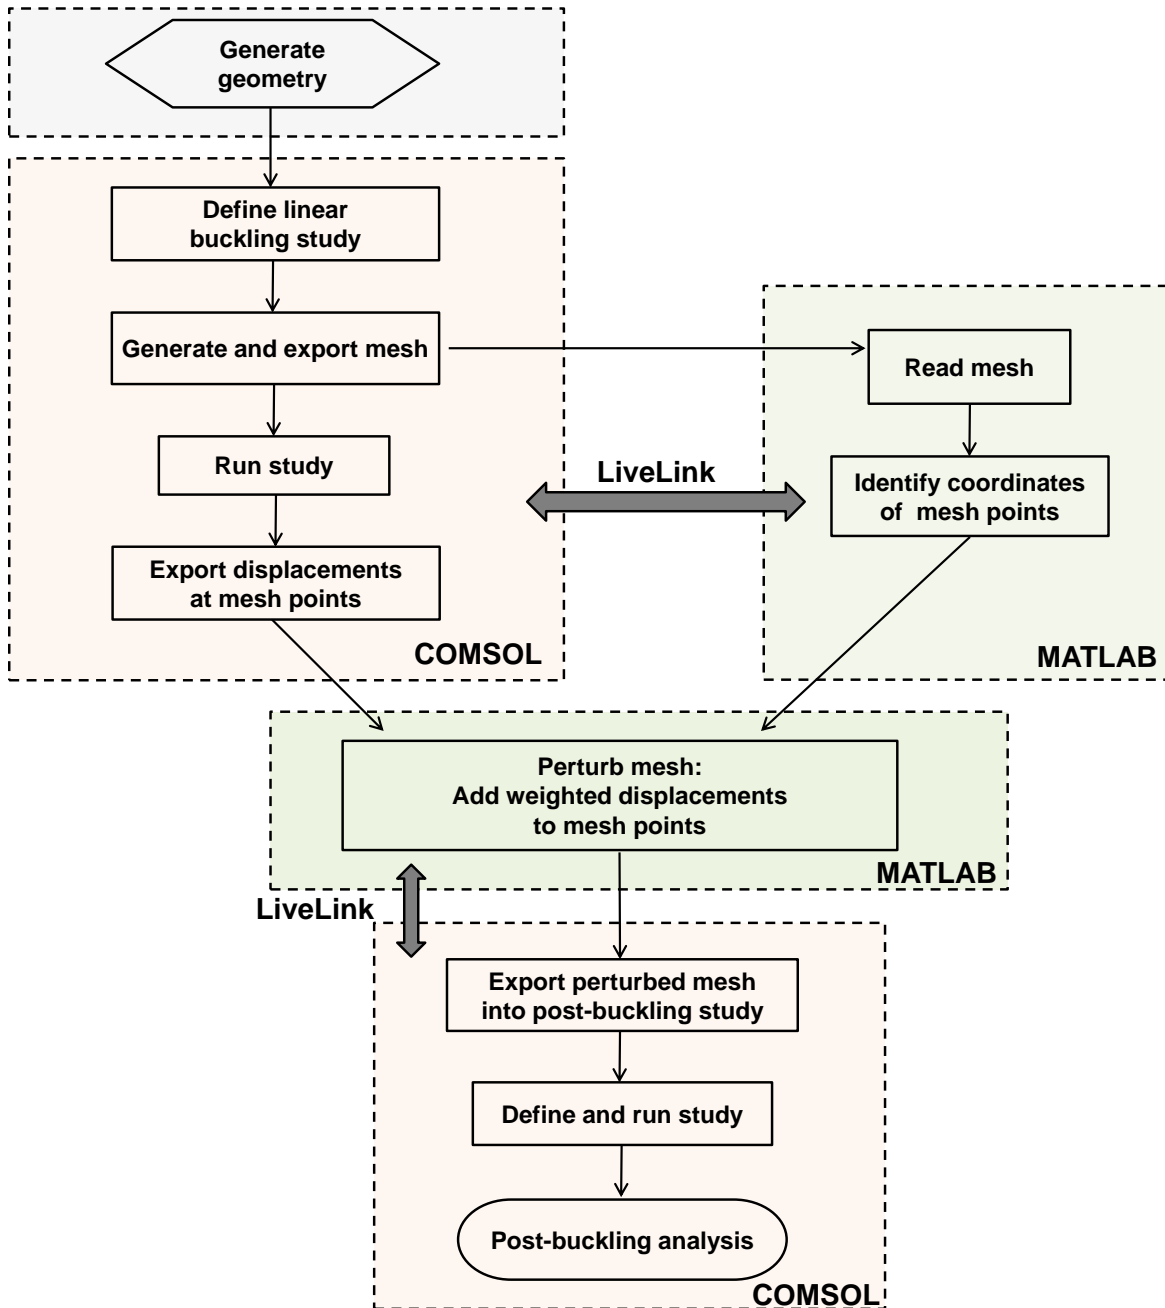 Generate
geometry
Define linear
buckling study
Generate and export mesh
Read mesh
Run study
LiveLink
Identify coordinates
of  mesh points
Export displacements
at mesh points
COMSOL
MATLAB
Perturb mesh:
Add weighted displacements
to mesh points
MATLAB
LiveLink
Export perturbed mesh
into post-buckling study
Define and run study
Post-buckling analysis
COMSOL